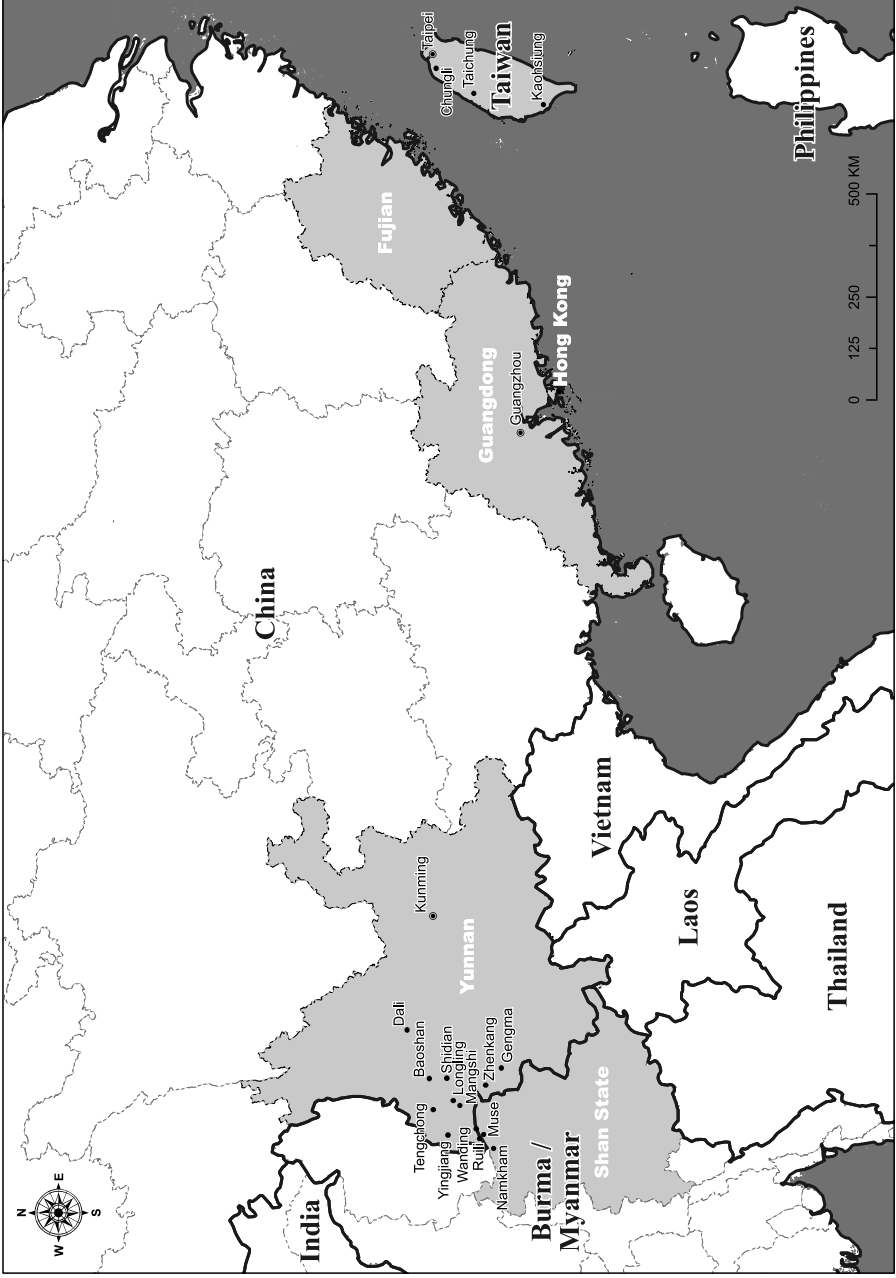 N
W
E
S
China
Fujian
Taipei
Chungli
Taichung
Taiwan
Kaohsiung
Guangdong
Guangzhou
Hong Kong
Philippines
0
125
250
500 KM
Kunming
Yunnan
Dali
Baoshan
Shidian
Tengchong
Longling
Mangshi
Yingjiang
Zhenkang
Wanding
Gengma
Ruili
Muse
Namkham
India
Burma /
Myanmar
Shan State
Vietnam
Laos
Thailand